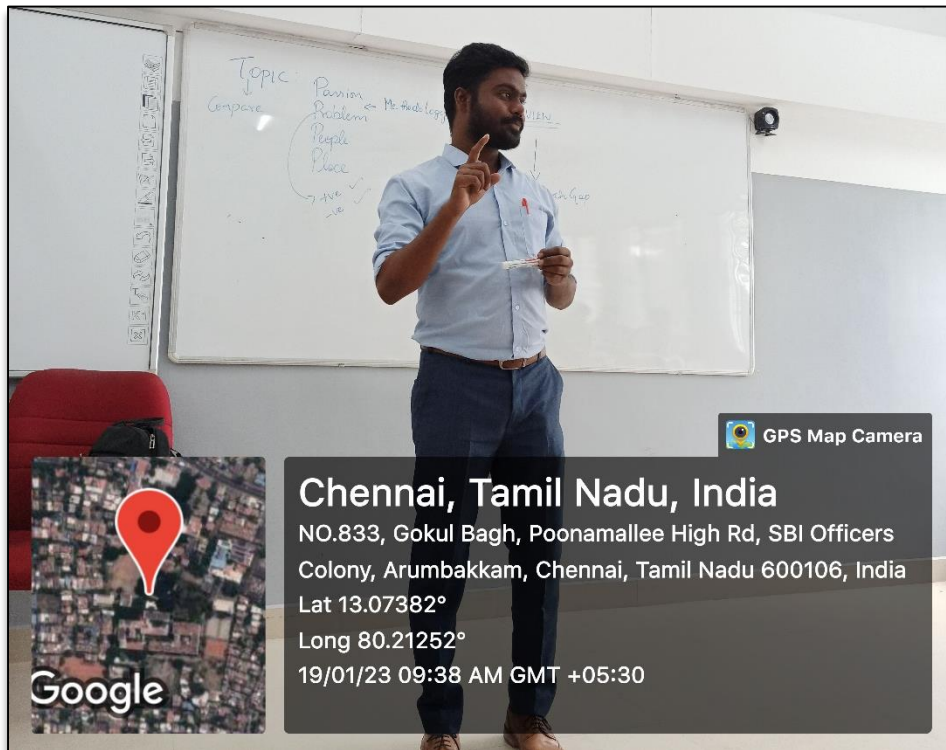 Topic:
Compare
Passion
Problem ← Methodology
People
Place
+ve ✓
-ve
GPS Map Camera
Chennai, Tamil Nadu, India
NO.833, Gokul Bagh, Poonamallee High Rd, SBI Officers
Colony, Arumbakkam, Chennai, Tamil Nadu 600106, India
Lat 13.07382°
Long 80.21252°
19/01/23 09:38 AM GMT +05:30
Google